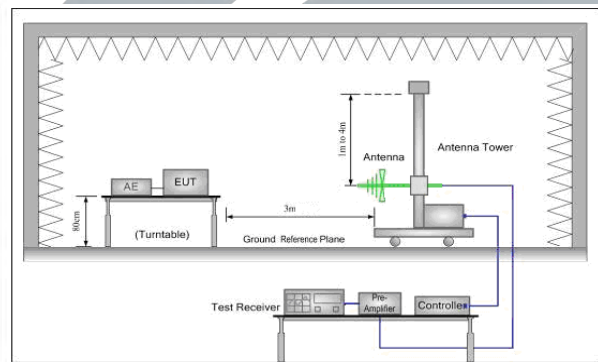 1m to 4m
Antenna
Antenna Tower
AE
EUT
80cm
(Turntable)
3m
Ground Reference Plane
Test Receiver
Pre-
Amplifier
Controller